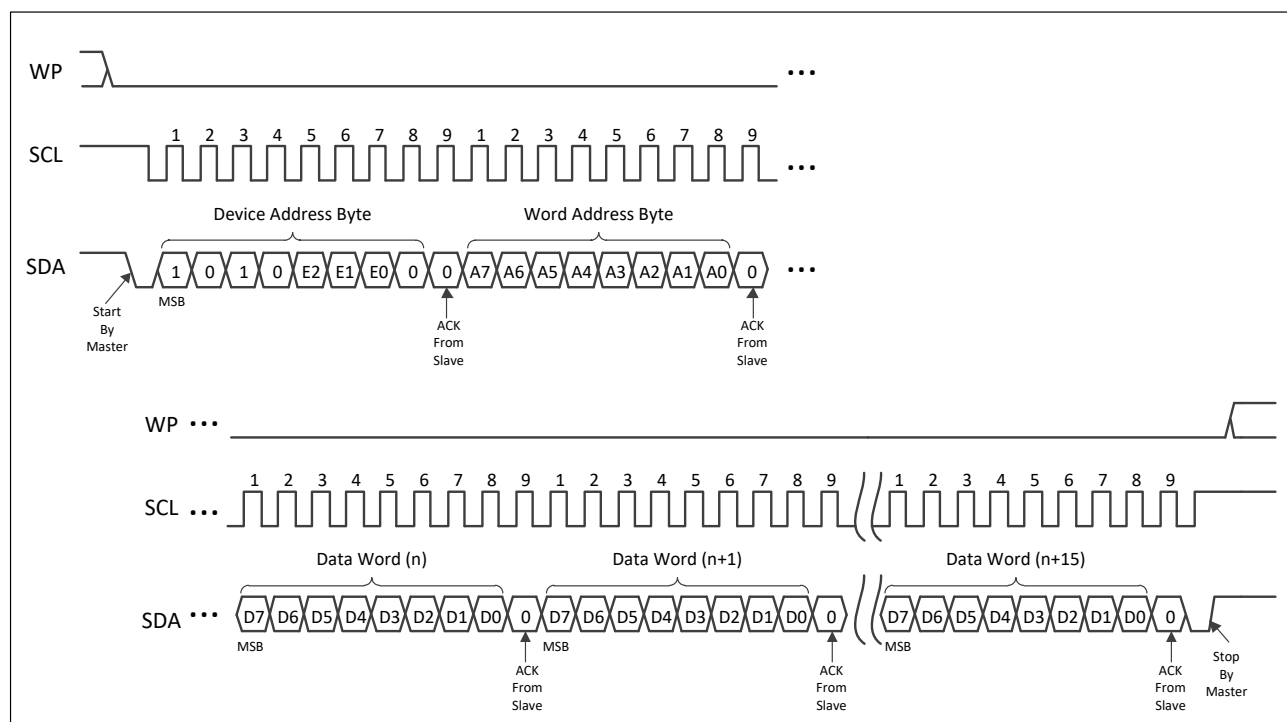 WP ...
1 2 3 4 5 6 7 8 9 1 2 3 4 5 6 7 8 9
SCL ...
Device Address Byte Word Address Byte
SDA 1 0 1 0 E2 E1 E0 0 0 A7 A6 A5 A4 A3 A2 A1 A0 0 ...
MSB
Start By Master
ACK From Slave
ACK From Slave
WP ...
1 2 3 4 5 6 7 8 9 1 2 3 4 5 6 7 8 9 1 2 3 4 5 6 7 8 9
SCL ...
Data Word (n) Data Word (n+1) Data Word (n+15)
SDA ... D7 D6 D5 D4 D3 D2 D1 D0 0 D7 D6 D5 D4 D3 D2 D1 D0 0 D7 D6 D5 D4 D3 D2 D1 D0 0
MSB MSB MSB
ACK From Slave
ACK From Slave
ACK From Slave
Stop By Master